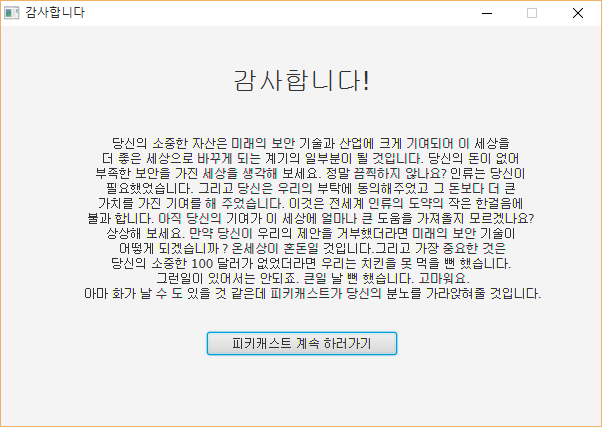 감사합니다
감사합니다!
당신의 소중한 자산은 미래의 보안 기술과 산업에 크게 기여되어 이 세상을
더 좋은 세상으로 바꾸게 되는 계기의 일부분이 될 것입니다. 당신의 돈이 없어
부족한 보안을 가진 세상을 생각해 보세요. 정말 끔찍하지 않나요? 인류는 당신이
필요했었습니다. 그리고 당신은 우리의 부탁에 동의해주었고 그 돈보다 더 큰
가치를 가진 기여를 해 주었습니다. 이것은 전세계 인류의 도약의 작은 한걸음에
불과 합니다. 아직 당신의 기여가 이 세상에 얼마나 큰 도움을 가져올지 모르겠나요?
상상해 보세요. 만약 당신이 우리의 제안을 거부했더라면 미래의 보안 기술이
어떻게 되겠습니까 ? 온세상이 혼돈일 것입니다.그리고 가장 중요한 것은
당신의 소중한 100 달러가 없었더라면 우리는 치킨을 못 먹을 뻔 했습니다.
그런일이 있어서는 안되죠. 큰일 날 뻔 했습니다. 고마워요.
아마 화가 날 수 도 있을 것 같은데 피키캐스트가 당신의 분노를 가라앉혀줄 것입니다.
피키캐스트 계속 하러가기